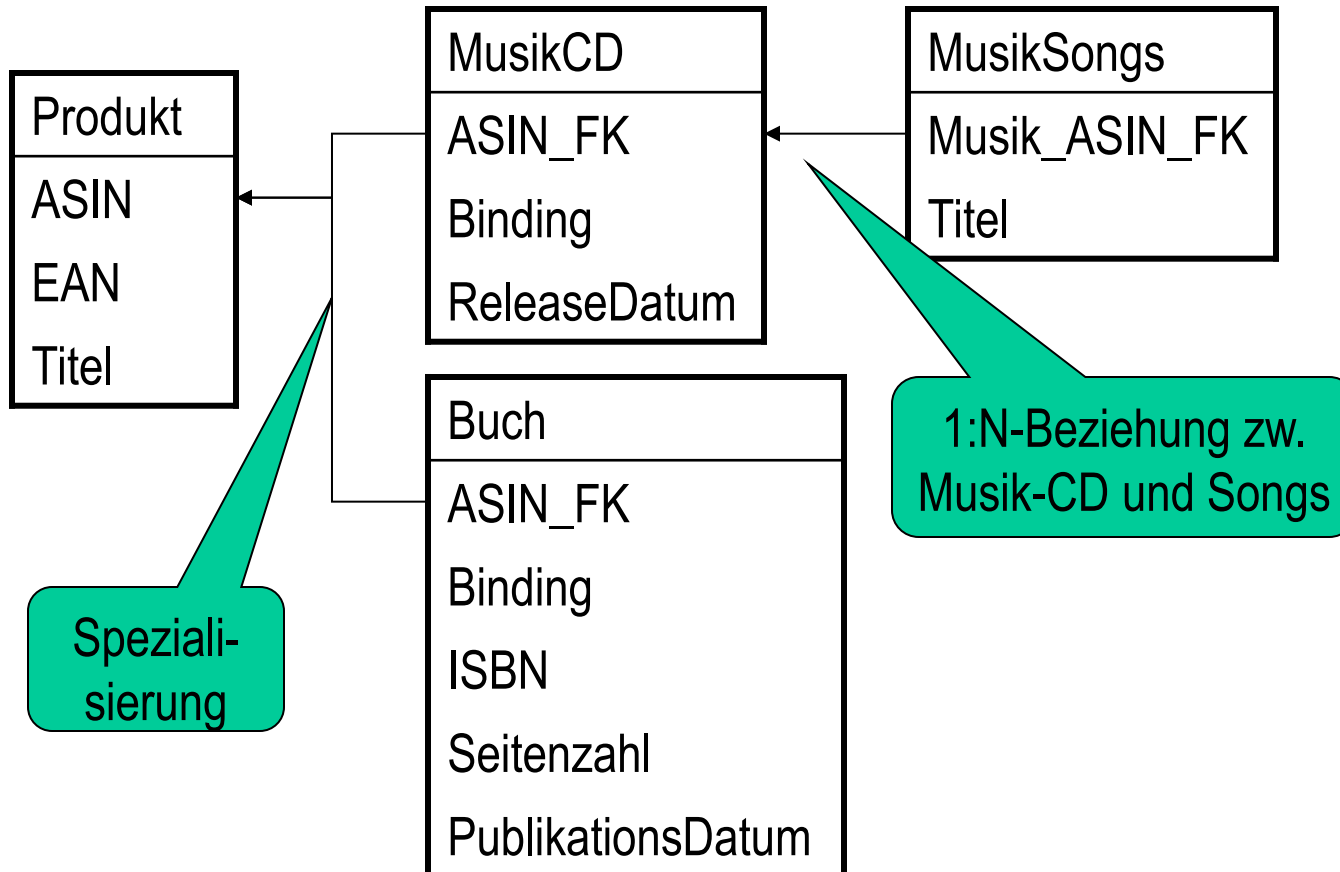 Produkt
ASIN
EAN
Titel
MusikCD
ASIN_FK
Binding
ReleaseDatum
MusikSongs
Musik_ASIN_FK
Titel
Buch
ASIN_FK
Binding
ISBN
Seitenzahl
PublikationsDatum
Speziali-
sierung
1:N-Beziehung zw.
Musik-CD und Songs